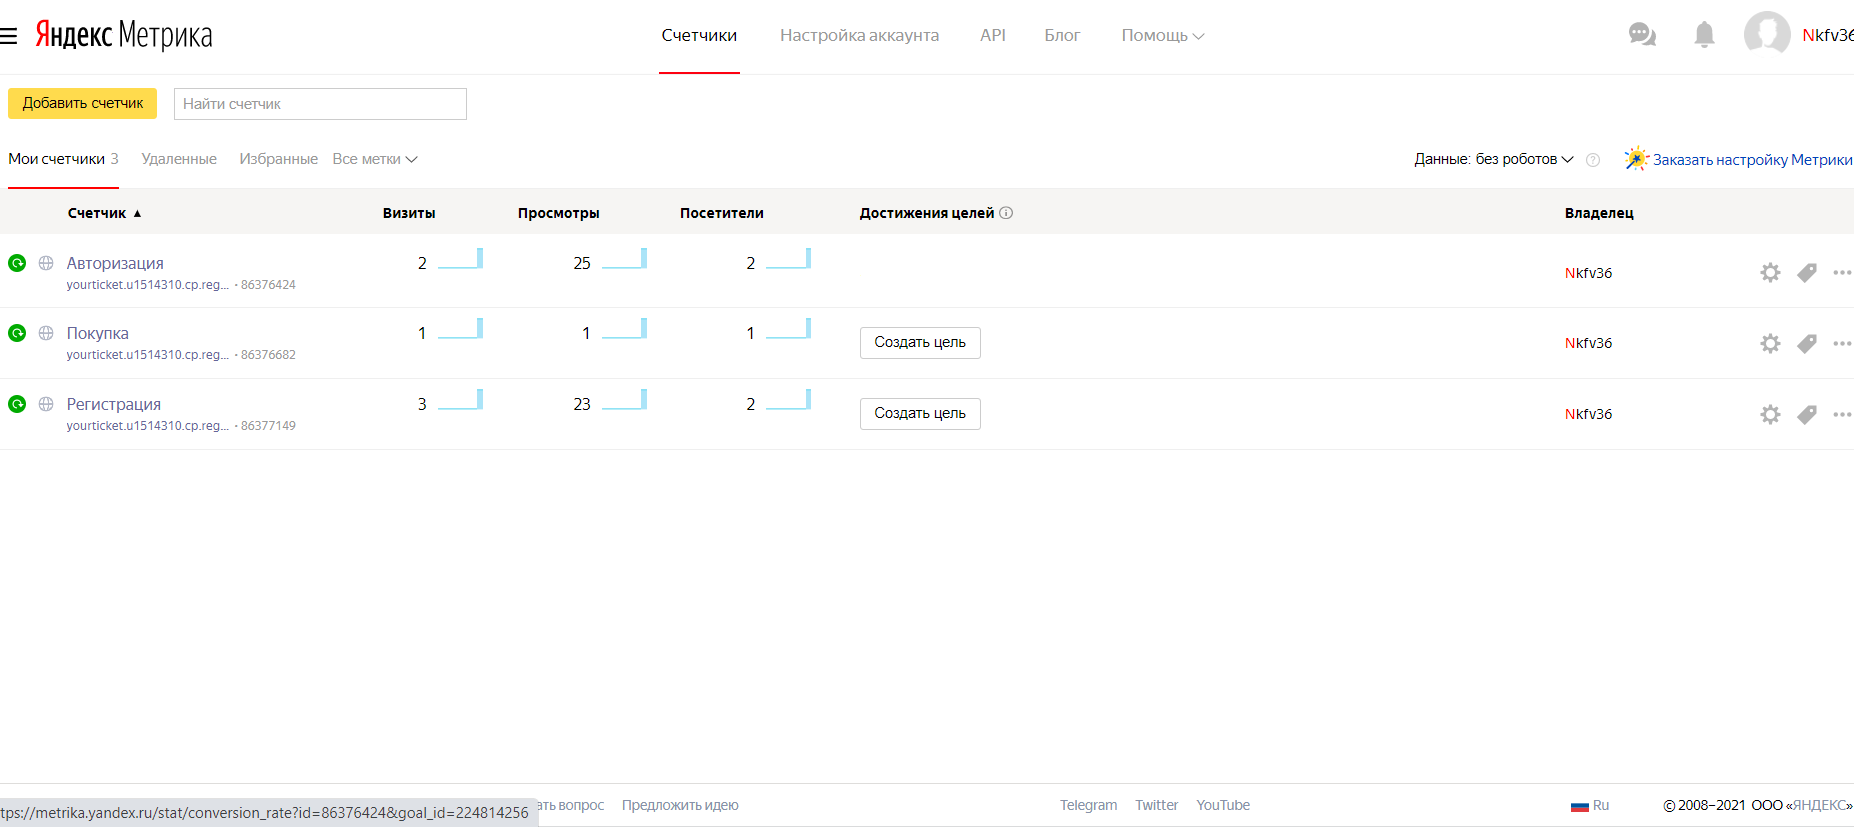 Яндекс Метрика
Счетчики Настройка аккаунта API Блог Помощь
Nkfv36
Добавить счетчик Найти счетчик
Мои счетчики 3 Удаленные Избранные Все метки Данные: без роботов ? Заказать настройку Метрики
Счетчик ▲ Визиты Просмотры Посетители Достижения целей Владелец
Авторизация 2 25 2 Nkfv36
yourticket.u1514310.cp.reg... • 86376424
Покупка 1 1 1 Создать цель Nkfv36
yourticket.u1514310.cp.reg... • 86376682
Регистрация 3 23 2 Создать цель Nkfv36
yourticket.u1514310.cp.reg... • 86377149
tps://metrika.yandex.ru/stat/conversion_rate?id=86376424&goal_id=224814256
ать вопрос Предложить идею Telegram Twitter YouTube Ru © 2008–2021 ООО «ЯНДЕКС»